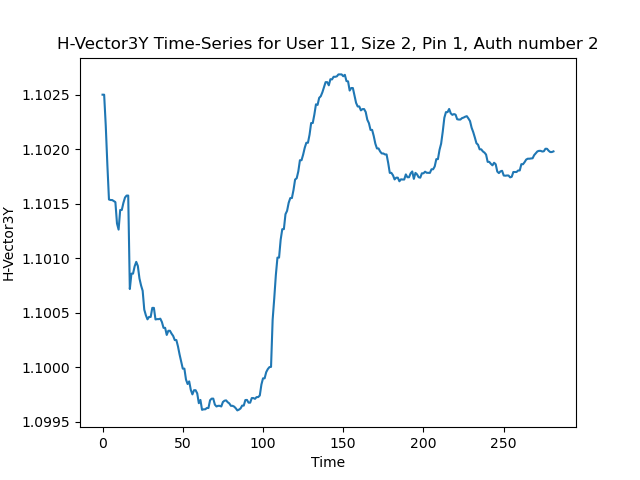 H-Vector3Y Time-Series for User 11, Size 2, Pin 1, Auth number 2
H-Vector3Y
1.1025
1.1020
1.1015
1.1010
1.1005
1.1000
1.0995
0 50 100 150 200 250
Time